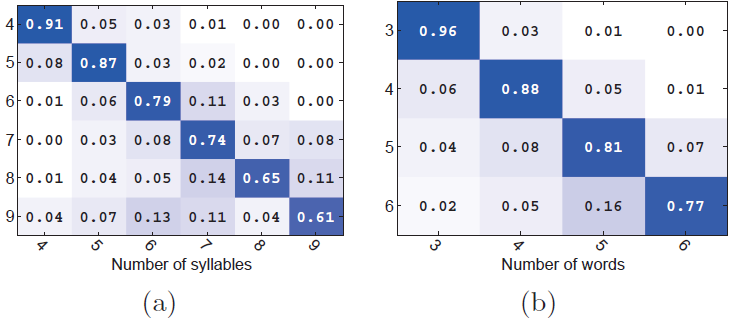 4 0.91 0.05 0.03 0.01 0.00 0.00
5 0.08 0.87 0.03 0.02 0.00 0.00
6 0.01 0.06 0.79 0.11 0.03 0.00
7 0.00 0.03 0.08 0.74 0.07 0.08
8 0.01 0.04 0.05 0.14 0.65 0.11
9 0.04 0.07 0.13 0.11 0.04 0.61
4 5 6 7 8 9
Number of syllables
(a)
3 0.96 0.03 0.01 0.00
4 0.06 0.88 0.05 0.01
5 0.04 0.08 0.81 0.07
6 0.02 0.05 0.16 0.77
3 4 5 6
Number of words
(b)